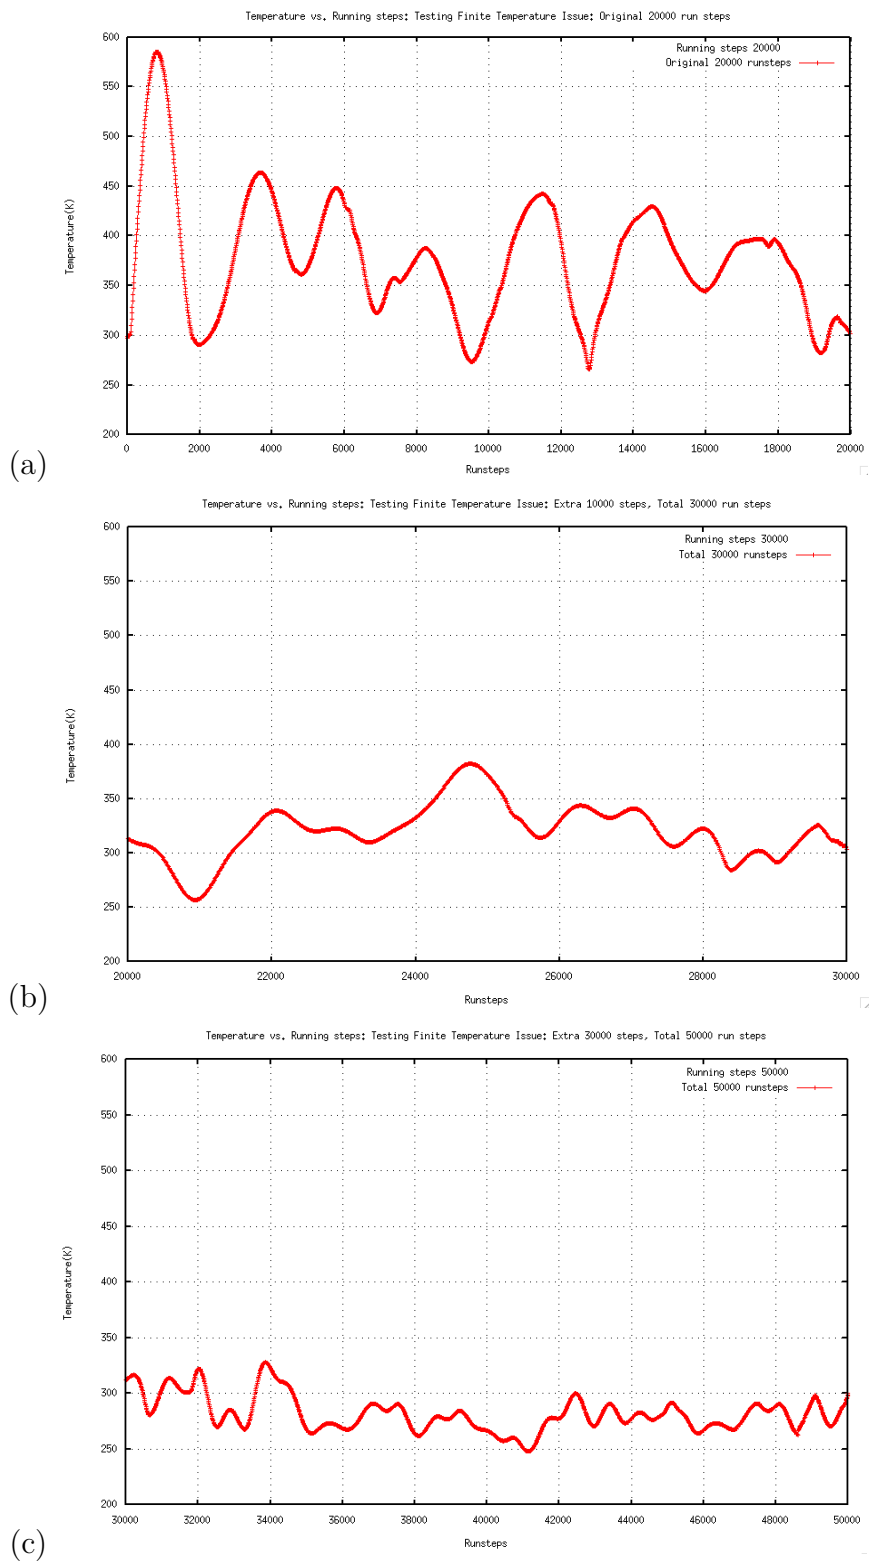 Temperature vs. Running steps: Testing Finite Temperature Issue: Original 20000 run steps
600
550
500
450
400
350
300
250
200
Temperature(K)
Running steps 20000
Original 20000 runsteps
0 2000 4000 6000 8000 10000 12000 14000 16000 18000 20000
Runsteps
(a)
Temperature vs. Running steps: Testing Finite Temperature Issue: Extra 10000 steps, Total 30000 run steps
600
550
500
450
400
350
300
250
200
Temperature(K)
Running steps 30000
Total 30000 runsteps
20000 22000 24000 26000 28000 30000
Runsteps
(b)
Temperature vs. Running steps: Testing Finite Temperature Issue: Extra 30000 steps, Total 50000 run steps
600
550
500
450
400
350
300
250
200
Temperature(K)
Running steps 50000
Total 50000 runsteps
30000 32000 34000 36000 38000 40000 42000 44000 46000 48000 50000
Runsteps
(c)